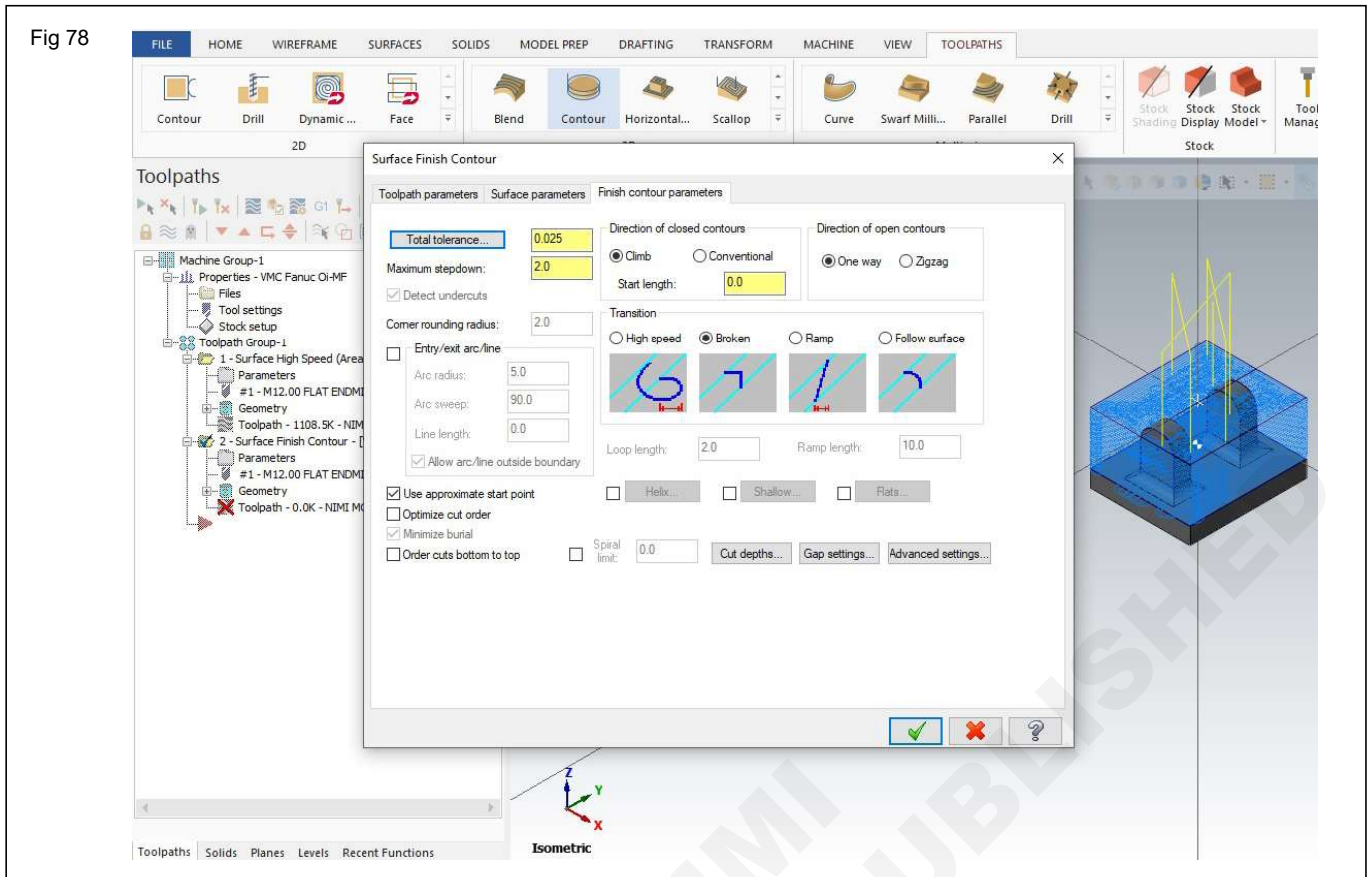 Fig 78
FILE HOME WIREFRAME SURFACES SOLIDS MODEL PREP DRAFTING TRANSFORM MACHINE VIEW TOOLPATHS
Contour Drill Dynamic ... Face Blend Contour Horizontal... Scallop Curve Swarf Milli... Parallel Drill Stock Shading Stock Display Stock Model Tool Manag
2D Stock
Surface Finish Contour
Toolpaths
Toolpath parameters Surface parameters Finish contour parameters
G1
Total tolerance... 0.025 Direction of closed contours Direction of open contours
Machine Group-1 Climb Conventional One way Zigzag
Properties - VMC Fanuc Oi-MF Maximum stepdown: 2.0
Files Start length: 0.0
Tool settings Detect undercuts
Stock setup Corner rounding radius: 2.0 Transition
Toolpath Group-1 High speed Broken Ramp Follow surface
1 - Surface High Speed (Area Entry/exit arc/line
Parameters Arc radius: 5.0
#1 - M12.00 FLAT ENDMI
Geometry Arc sweep: 90.0
Toolpath - 1108.5K - NIM
2 - Surface Finish Contour - [ Line length: 0.0
Parameters Loop length: 2.0 Ramp length: 10.0
#1 - M12.00 FLAT ENDMI Allow arc/line outside boundary
Geometry Use approximate start point Helix... Shallow... Flats...
Toolpath - 0.0K - NIMI MO
Optimize cut order
Minimize burial
Order cuts bottom to top Spiral limit: 0.0 Cut depths... Gap settings... Advanced settings...
Z
Y
X
Isometric
Toolpaths Solids Planes Levels Recent Functions